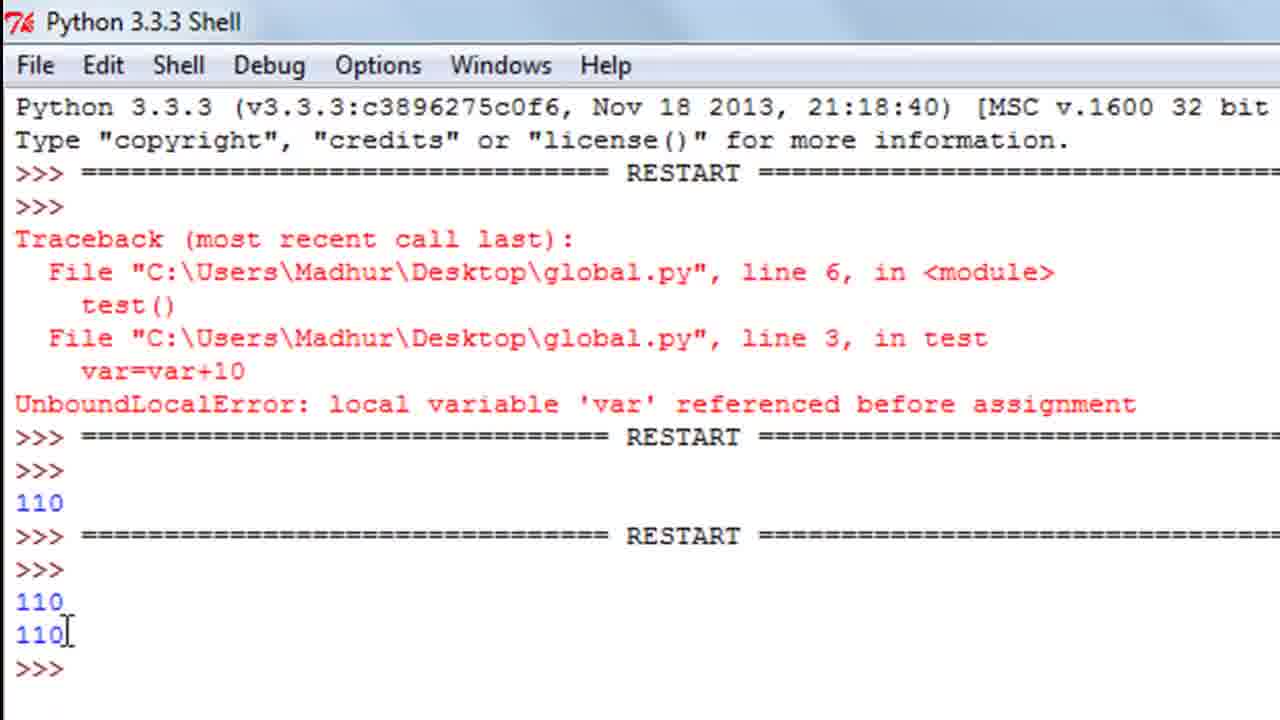 Python 3.3.3 Shell
File Edit Shell Debug Options Windows Help
Python 3.3.3 (v3.3.3:c3896275c0f6, Nov 18 2013, 21:18:40) [MSC v.1600 32 bit
Type "copyright", "credits" or "license()" for more information.
>>> ================================ RESTART ================================
>>>
Traceback (most recent call last):
  File "C:\Users\Madhur\Desktop\global.py", line 6, in <module>
    test()
  File "C:\Users\Madhur\Desktop\global.py", line 3, in test
    var=var+10
UnboundLocalError: local variable 'var' referenced before assignment
>>> ================================ RESTART ================================
>>>
110
>>> ================================ RESTART ================================
>>>
110
110
>>>